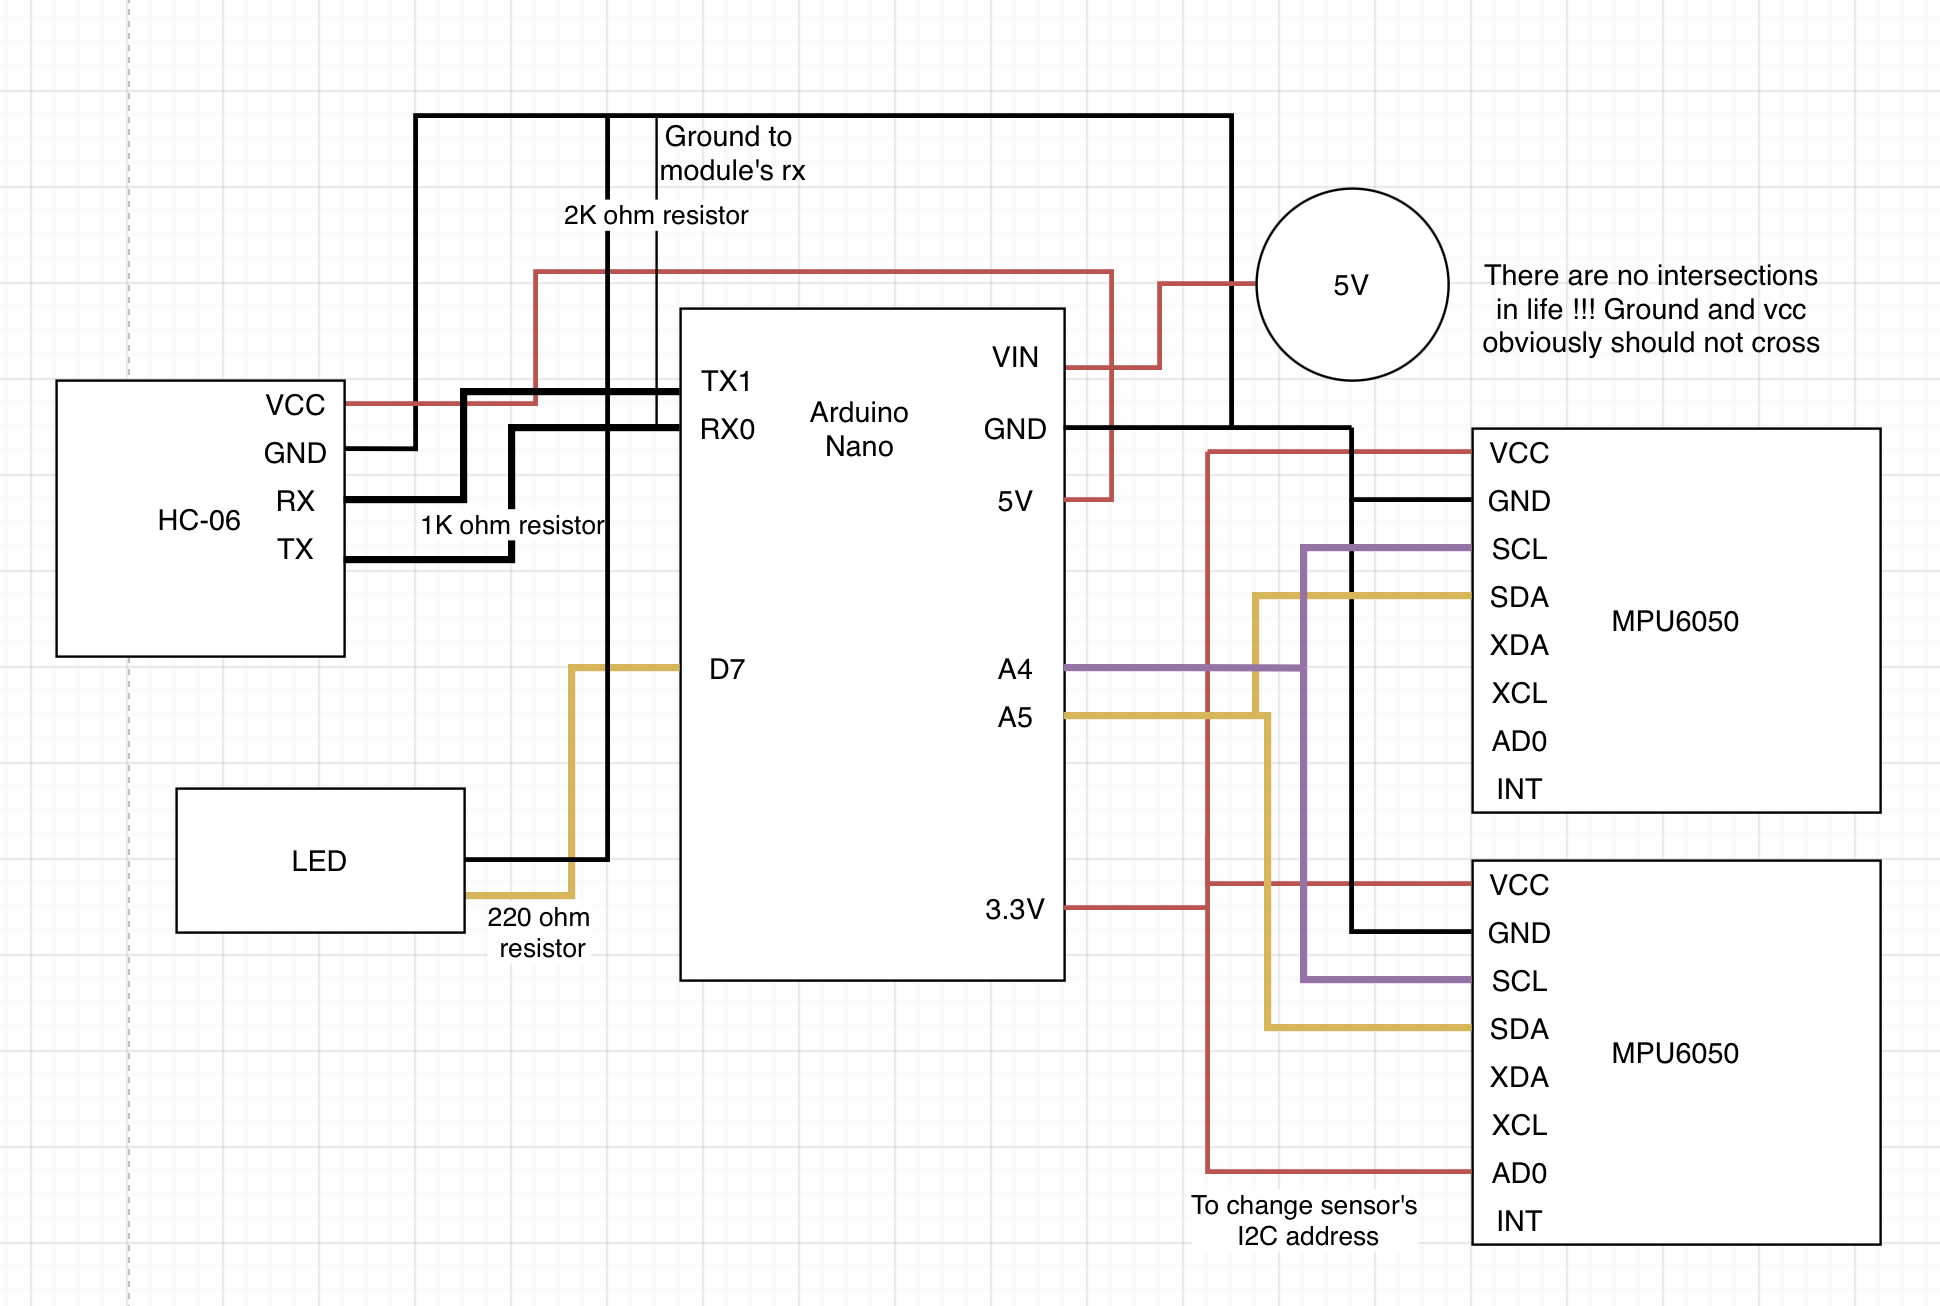 Ground to
module's rx
2K ohm resistor
5V
There are no intersections
in life !!! Ground and vcc
obviously should not cross
HC-06
VCC
GND
RX
TX
1K ohm resistor
Arduino
Nano
TX1
RX0
D7
VIN
GND
5V
A4
A5
3.3V
MPU6050
VCC
GND
SCL
SDA
XDA
XCL
AD0
INT
LED
220 ohm
resistor
MPU6050
VCC
GND
SCL
SDA
XDA
XCL
AD0
INT
To change sensor's
I2C address